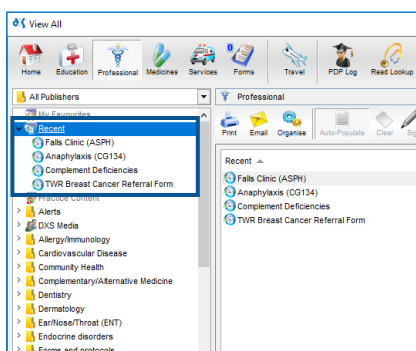 View All
Home Education Professional Medicines Services Forms Travel PDP Log Read Lookup
All Publishers
Professional
My Favourites
Recent
Falls Clinic (ASPH)
Anaphylaxis (CG134)
Complement Deficiencies
TWR Breast Cancer Referral Form
Practice Content
Alerts
DXS Media
Allergy/Immunology
Cardiovascular Disease
Community Health
Complementary/Alternative Medicine
Dentistry
Dermatology
Ear/Nose/Throat (ENT)
Endocrine disorders
Forms and protocols
Print Email Organise Auto-Populate Clear
Recent
Falls Clinic (ASPH)
Anaphylaxis (CG134)
Complement Deficiencies
TWR Breast Cancer Referral Form